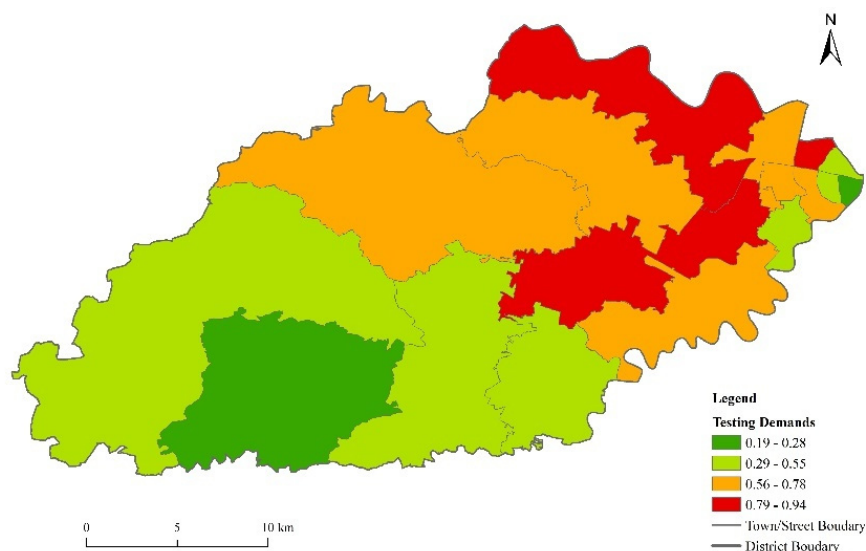 N
Legend
Testing Demands
0.19 - 0.28
0.29 - 0.55
0.56 - 0.78
0.79 - 0.94
Town/Street Boudary
District Boudary
0 5 10 km